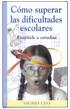 Cómo superar
las dificultades
escolares
Enséñele a estudiar